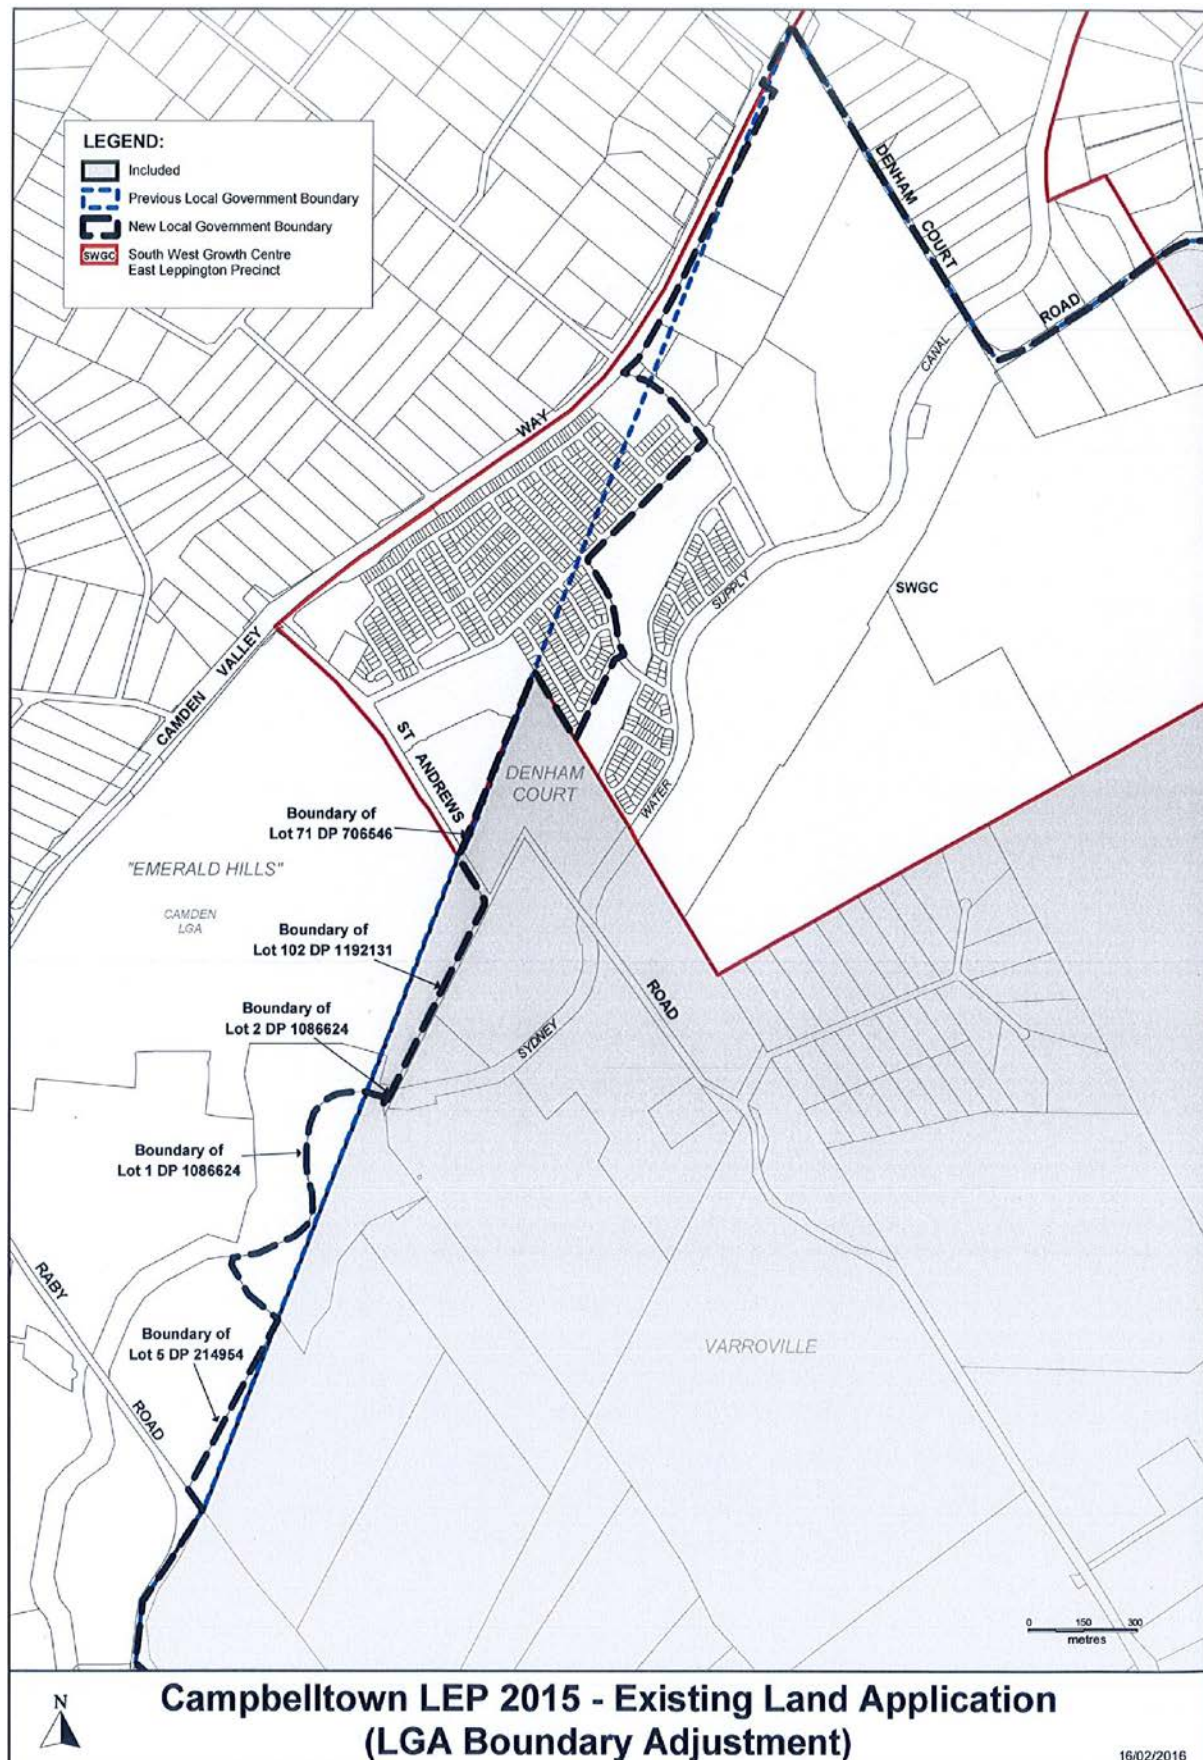 LEGEND:
Included
Previous Local Government Boundary
New Local Government Boundary
SWGC
South West Growth Centre
East Leppington Precinct
DENHAM COURT
ROAD
CANAL
WAY
SUPPLY
SWGC
CAMDEN VALLEY
ST ANDREWS
DENHAM
COURT
WATER
Boundary of
Lot 71 DP 706546
"EMERALD HILLS"
CAMDEN
LGA
Boundary of
Lot 102 DP 1192131
Boundary of
Lot 2 DP 1086624
ROAD
SYDNEY
Boundary of
Lot 1 DP 1086624
RABY
ROAD
Boundary of
Lot 5 DP 214954
VARROVILLE
0 150 300
metres
N
Campbelltown LEP 2015 - Existing Land Application
(LGA Boundary Adjustment)
16/02/2016